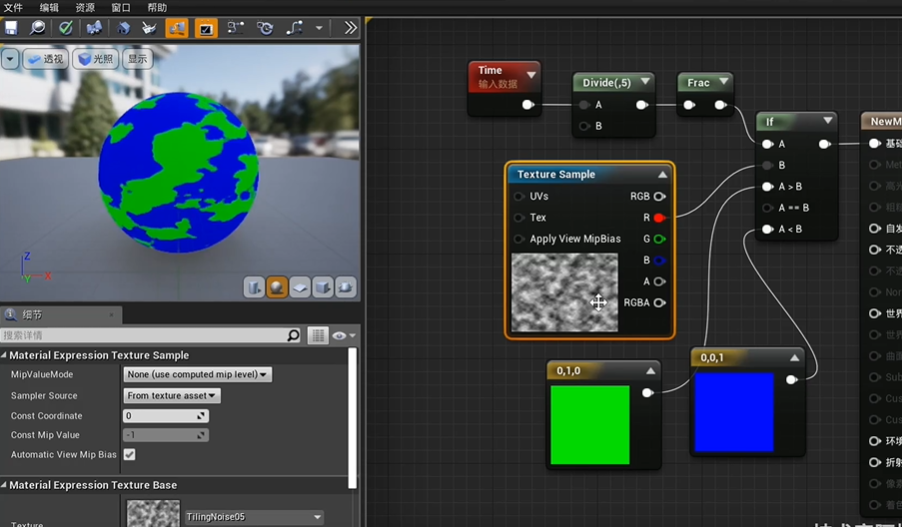 文件 编辑 资源 窗口 帮助
透视 光照 显示
Z
X
Y
细节
搜索详情
Material Expression Texture Sample
MipValueMode None (use computed mip level)
Sampler Source From texture asset
Const Coordinate 0
Const Mip Value -1
Automatic View Mip Bias
Material Expression Texture Base
Texture TilingNoise05
Time
输入数据
Divide(,5)
A
B
Frac
If
A
B
A > B
A == B
A < B
Texture Sample
UVs RGB
Tex R
Apply View MipBias G
B
A
RGBA
0,1,0
0,0,1
NewM
基础
Met
高光
粗糙
自发
不透
不透
Nor
世界
世界
曲面
Sub
Cus
Cus
环境
折射
像素
着色